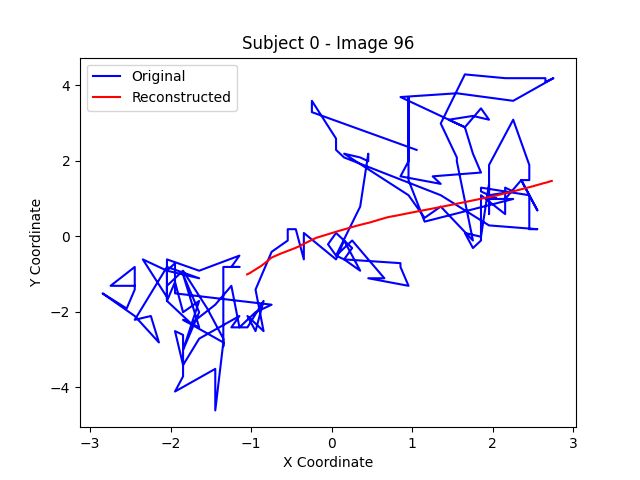 Subject 0 - Image 96
Original
Reconstructed
Y Coordinate
4
2
0
−2
−4
−3
−2
−1
0
1
2
3
X Coordinate